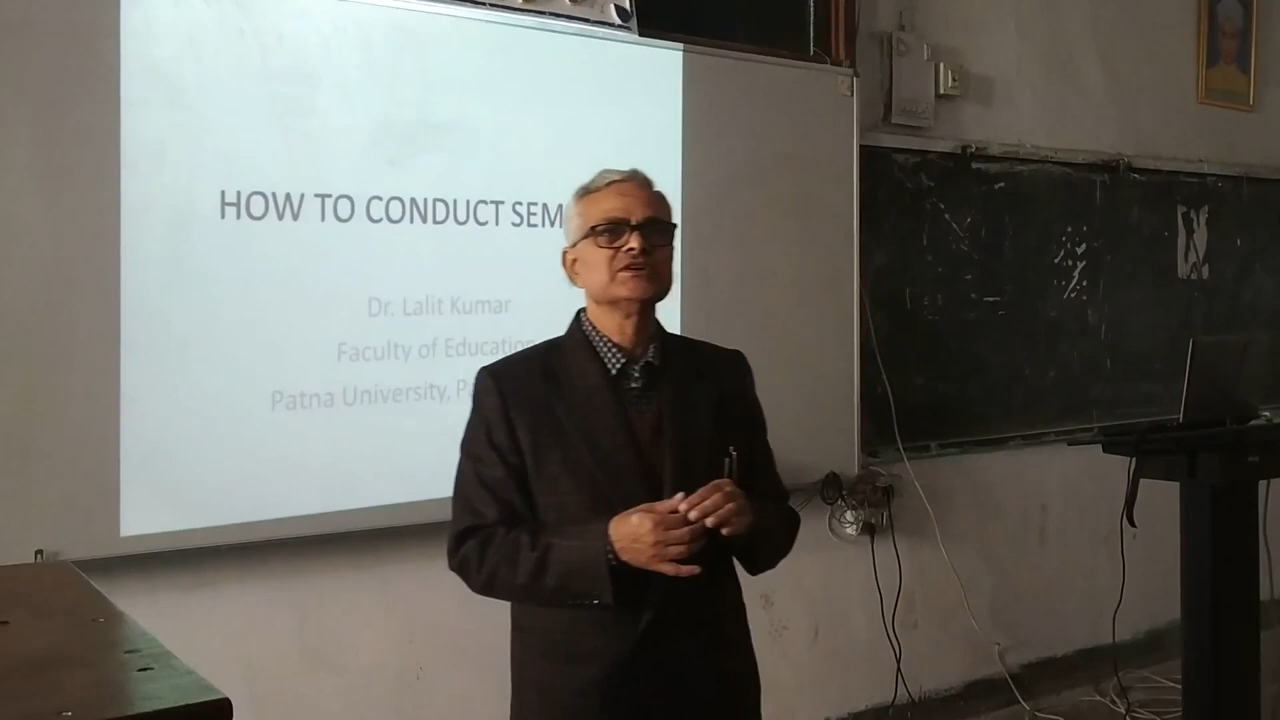 HOW TO CONDUCT SEM
Dr. Lalit Kumar
Faculty of Education
Patna University,